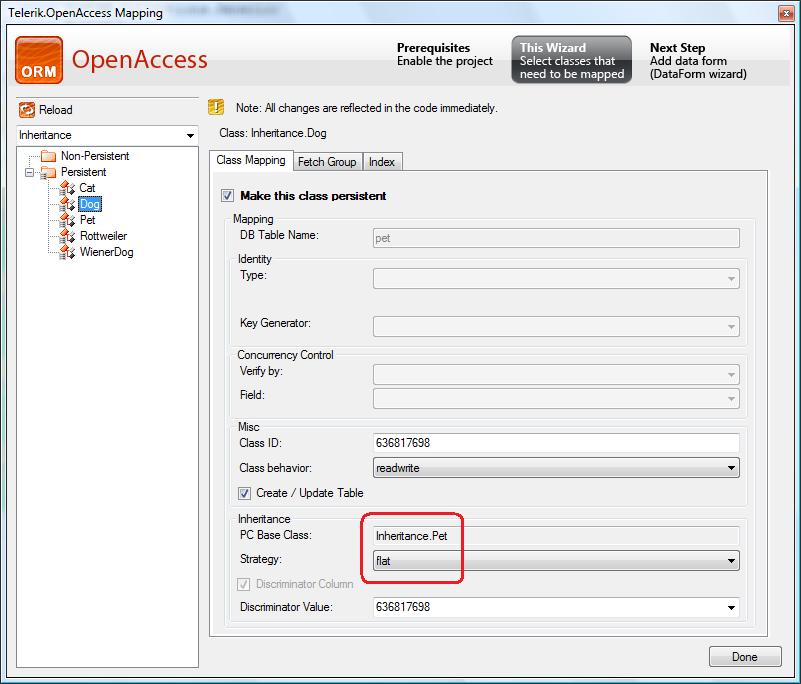 Telerik.OpenAccess Mapping
ORM
OpenAccess
Prerequisites
Enable the project
This Wizard
Select classes that
need to be mapped
Next Step
Add data form
(DataForm wizard)
Reload
Inheritance
Non-Persistent
Persistent
Cat
Dog
Pet
Rottweiler
WienerDog
Note: All changes are reflected in the code immediately.
Class: Inheritance.Dog
Class Mapping
Fetch Group
Index
Make this class persistent
Mapping
DB Table Name:
pet
Identity
Type:
Key Generator:
Concurrency Control
Verify by:
Field:
Misc
Class ID:
636817698
Class behavior:
readwrite
Create / Update Table
Inheritance
PC Base Class:
Inheritance.Pet
Strategy:
flat
Discriminator Column
Discriminator Value:
636817698
Done